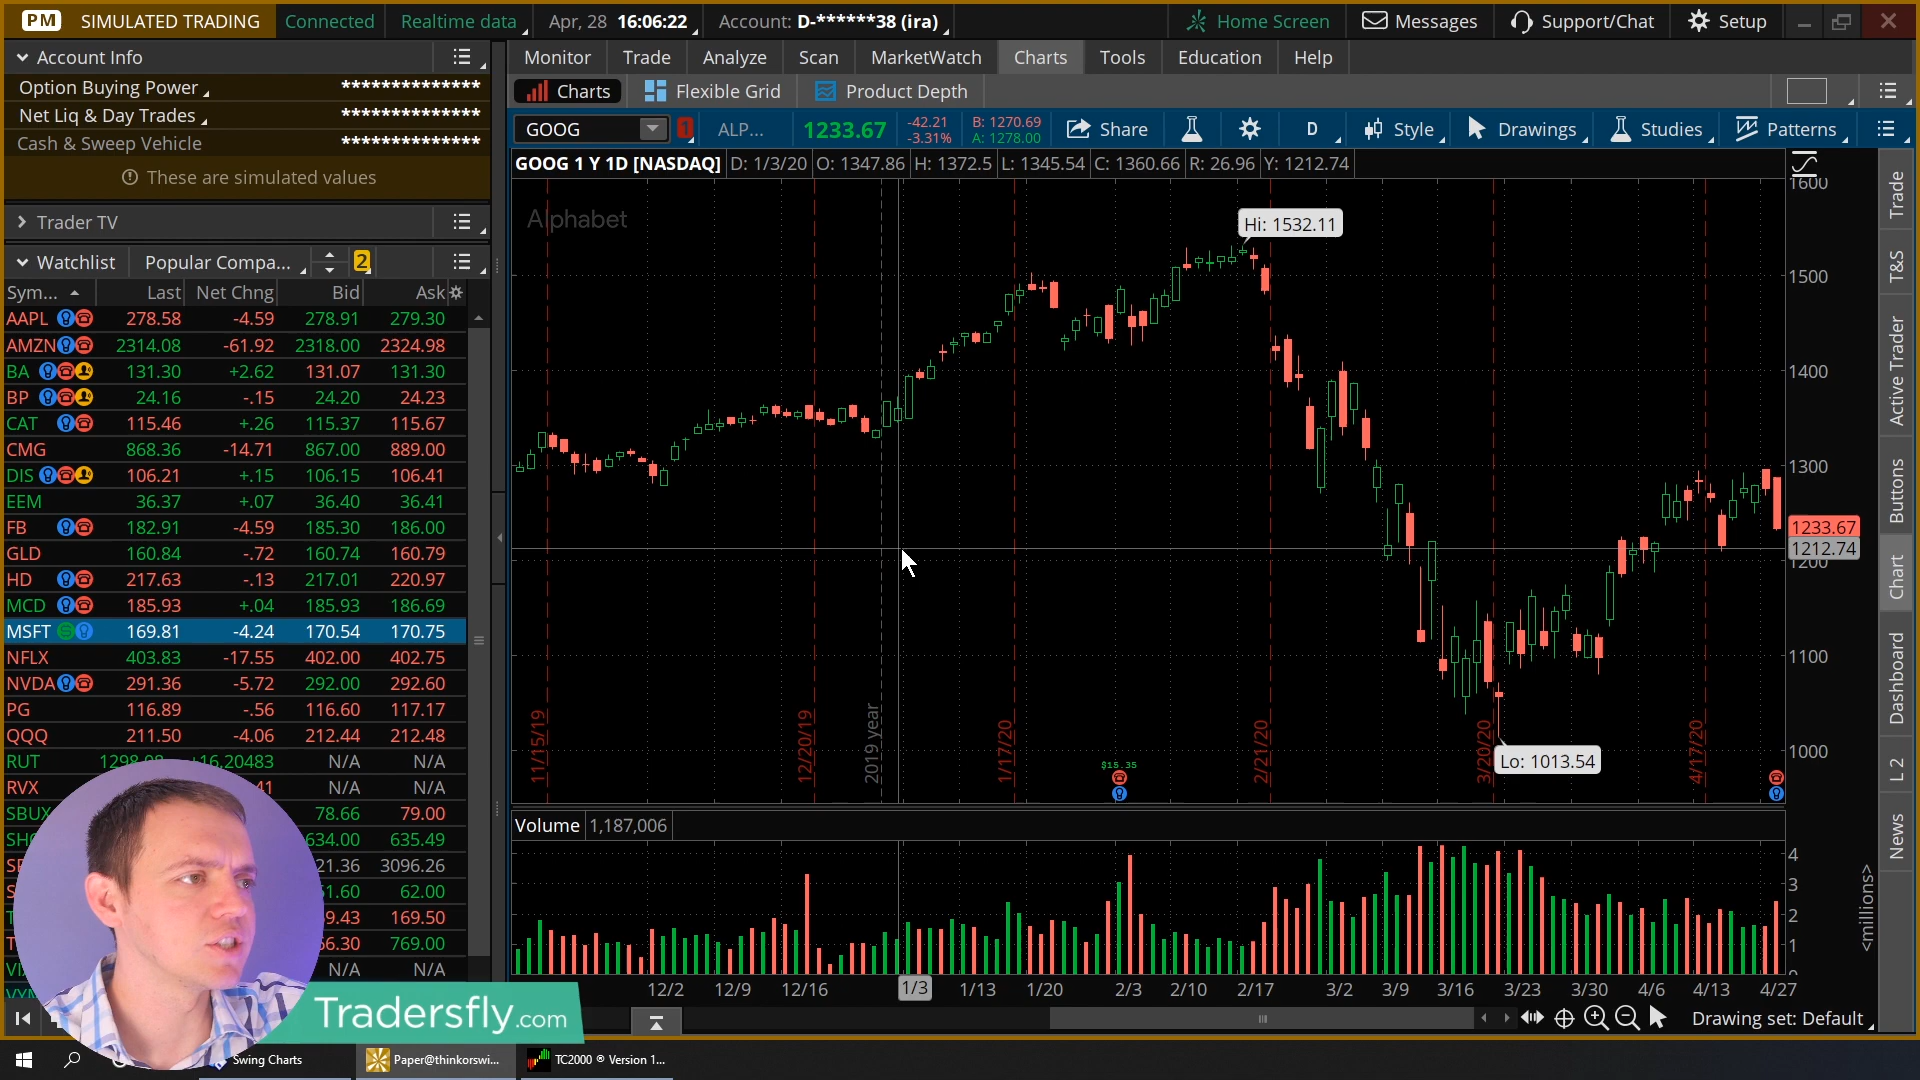 PM SIMULATED TRADING Connected Realtime data Apr, 28 16:06:22 Account: D-******38 (ira) Home Screen Messages Support/Chat Setup
Account Info
Option Buying Power **************
Net Liq & Day Trades **************
Cash & Sweep Vehicle **************
These are simulated values
Trader TV
Watchlist Popular Compa... 2
Sym... Last Net Chng Bid Ask
AAPL 278.58 -4.59 278.91 279.30
AMZN 2314.08 -61.92 2318.00 2324.98
BA 131.30 +2.62 131.07 131.30
BP 24.16 -.15 24.20 24.23
CAT 115.46 +.26 115.37 115.67
CMG 868.36 -14.71 867.00 889.00
DIS 106.21 +.15 106.15 106.41
EEM 36.37 +.07 36.40 36.41
FB 182.91 -4.59 185.30 186.00
GLD 160.84 -.72 160.74 160.79
HD 217.63 -.13 217.01 220.97
MCD 185.93 +.04 185.93 186.69
MSFT 169.81 -4.24 170.54 170.75
NFLX 403.83 -17.55 402.00 402.75
NVDA 291.36 -5.72 292.00 292.60
PG 116.89 -.56 116.60 117.17
QQQ 211.50 -4.06 212.44 212.48
RUT N/A N/A
RVX N/A N/A
SBUX 78.66 79.00
634.00 635.49
3096.26
62.00
169.50
769.00
N/A N/A
Monitor Trade Analyze Scan MarketWatch Charts Tools Education Help
Charts Flexible Grid Product Depth
GOOG 1 ALP... 1233.67 -42.21 -3.31% B: 1270.69 A: 1278.00 Share D Style Drawings Studies Patterns
GOOG 1 Y 1D [NASDAQ] D: 1/3/20 O: 1347.86 H: 1372.5 L: 1345.54 C: 1360.66 R: 26.96 Y: 1212.74
Alphabet
Hi: 1532.11
Lo: 1013.54
1600
1500
1400
1300
1233.67
1212.74
1200
1100
1000
11/15/19 12/20/19 2019 year 1/17/20 2/21/20 3/20/20 4/17/20
$15.35
Volume 1,187,006
4
3
2
1
0
<millions>
12/2 12/9 12/16 1/3 1/13 1/20 2/3 2/10 2/17 3/2 3/9 3/16 3/23 3/30 4/6 4/13 4/27
Drawing set: Default
Trade
T&S
Active Trader
Buttons
Chart
Dashboard
L 2
News
Tradersfly.com
Swing Charts Paper@thinkorswi... TC2000 ® Version 1...